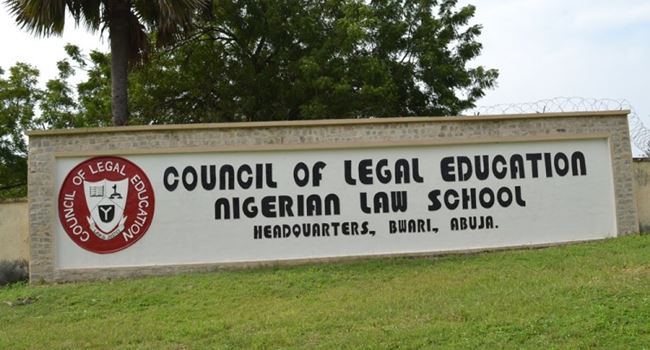 COUNCIL OF LEGAL EDUCATION
COUNCIL OF LEGAL EDUCATION
NIGERIAN LAW SCHOOL
HEADQUARTERS., BWARI., ABUJA.